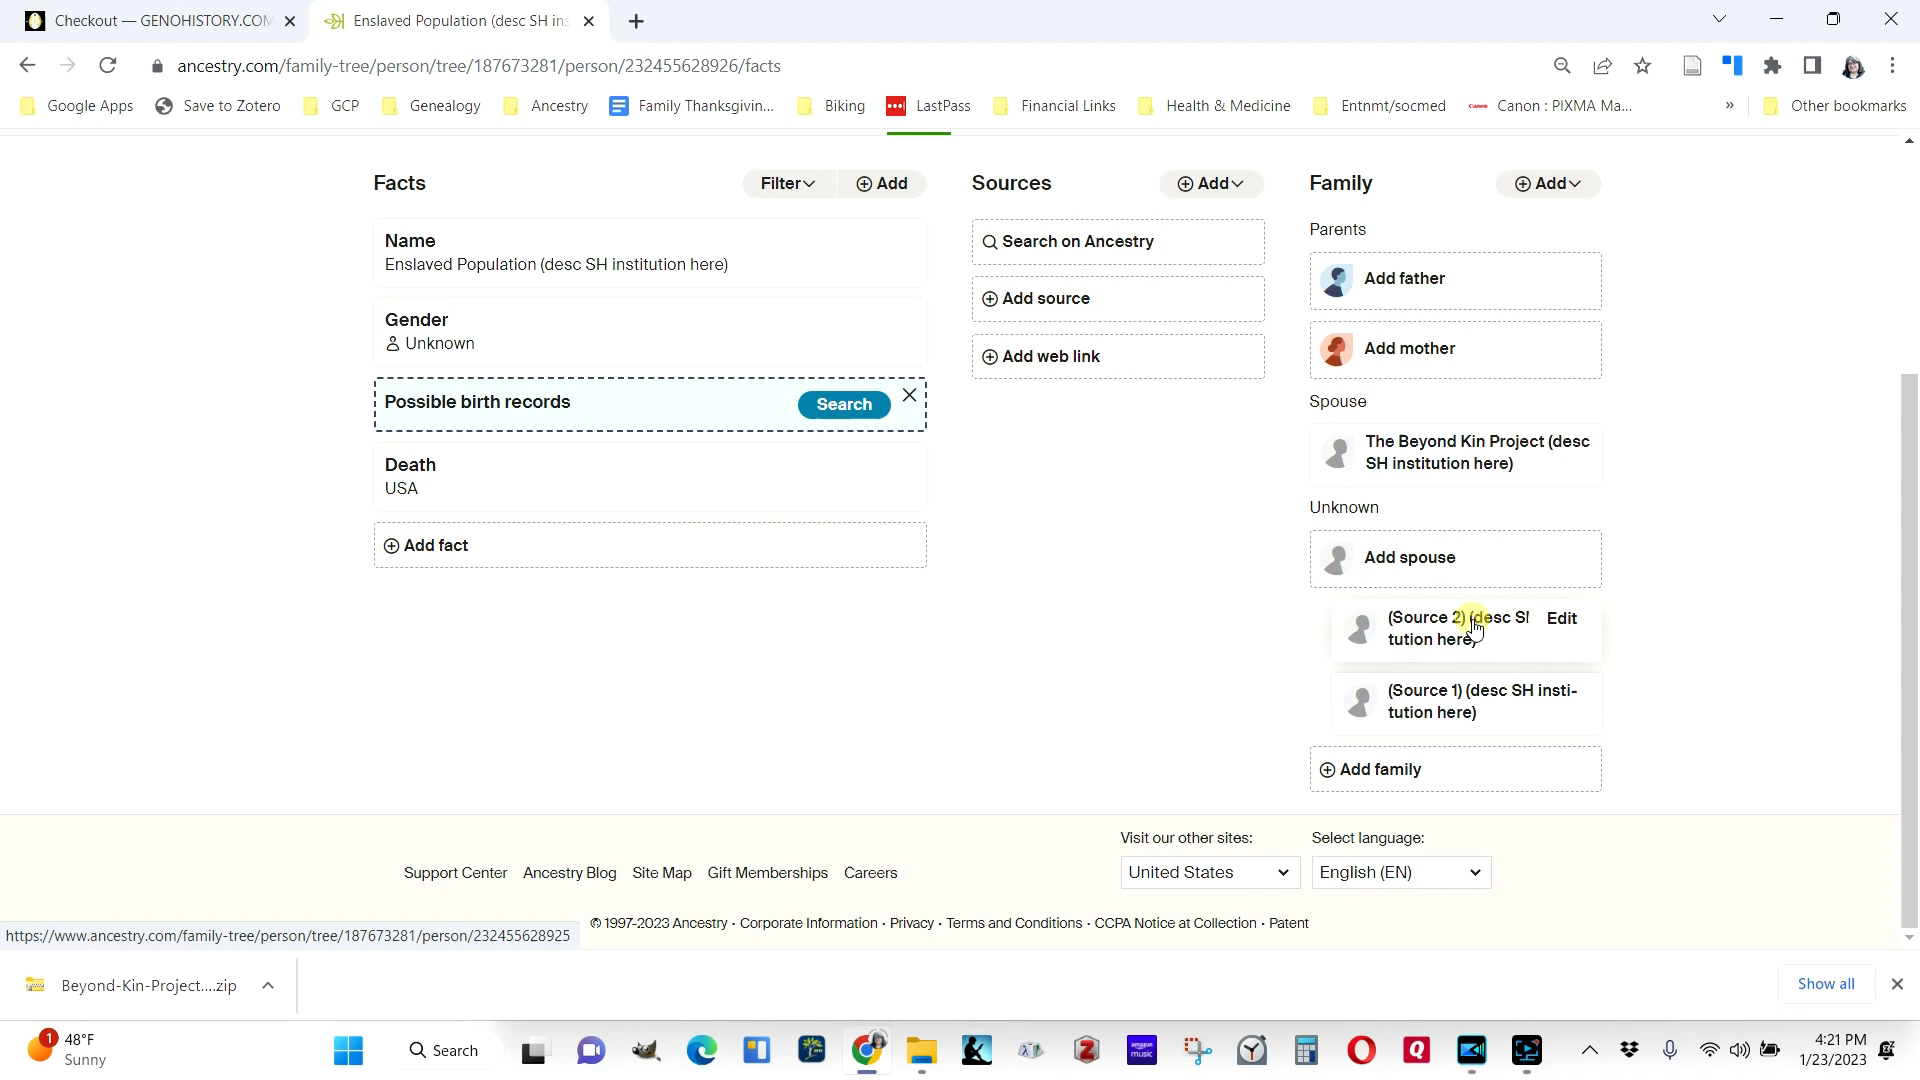 Checkout — GENOHISTORY.COM
Enslaved Population (desc SH ins
ancestry.com/family-tree/person/tree/187673281/person/232455628926/facts
Google Apps
Save to Zotero
GCP
Genealogy
Ancestry
Family Thanksgivin...
Biking
LastPass
Financial Links
Health & Medicine
Entnmt/socmed
Canon : PIXMA Ma...
»
Other bookmarks
Facts
Filter
Add
Name
Enslaved Population (desc SH institution here)
Gender
Unknown
Possible birth records
Search
Death
USA
Add fact
Sources
Add
Search on Ancestry
Add source
Add web link
Family
Add
Parents
Add father
Add mother
Spouse
The Beyond Kin Project (desc
SH institution here)
Unknown
Add spouse
(Source 2) (desc SI
Edit
tution here)
(Source 1) (desc SH insti-
tution here)
Add family
Visit our other sites:
Select language:
Support Center
Ancestry Blog
Site Map
Gift Memberships
Careers
United States
English (EN)
© 1997-2023 Ancestry · Corporate Information · Privacy · Terms and Conditions · CCPA Notice at Collection · Patent
https://www.ancestry.com/family-tree/person/tree/187673281/person/232455628925
Beyond-Kin-Project....zip
Show all
1
48°F
Sunny
Search
amazon
music
4:21 PM
1/23/2023